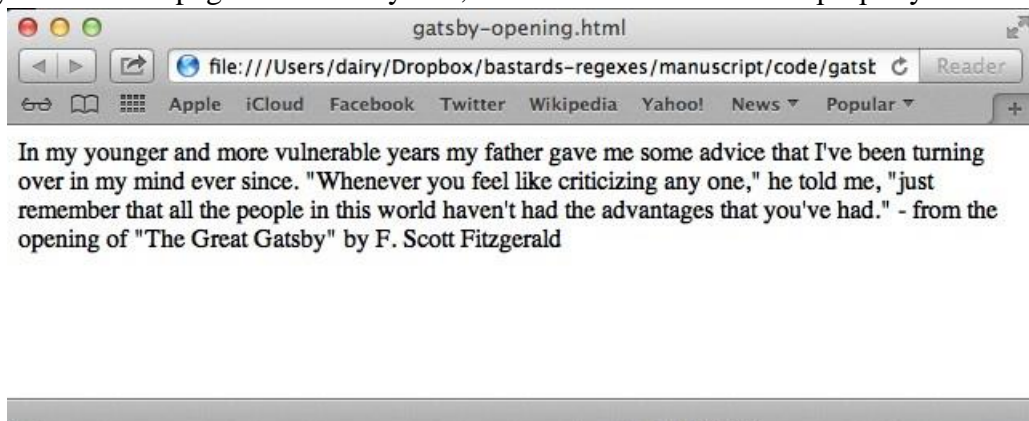 gatsby-opening.html
file:///Users/dairy/Dropbox/bastards-regexes/manuscript/code/gatsb Reader
Apple iCloud Facebook Twitter Wikipedia Yahoo! News Popular
In my younger and more vulnerable years my father gave me some advice that I've been turning
over in my mind ever since. "Whenever you feel like criticizing any one," he told me, "just
remember that all the people in this world haven't had the advantages that you've had." - from the
opening of "The Great Gatsby" by F. Scott Fitzgerald